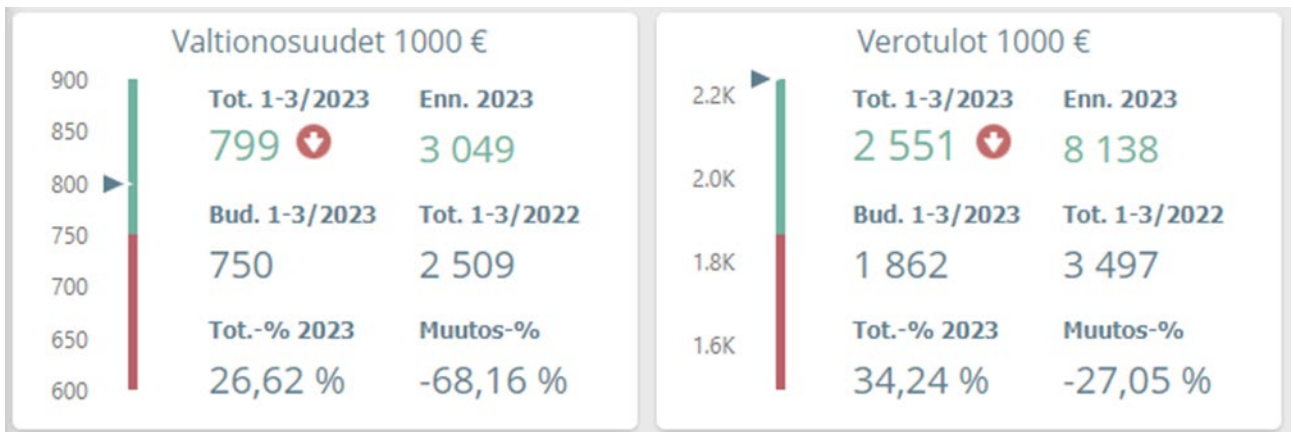 Valtionosuudet 1000 €
900
850
800
750
700
650
600
Tot. 1-3/2023 Enn. 2023
799 3 049
Bud. 1-3/2023 Tot. 1-3/2022
750 2 509
Tot.-% 2023 Muutos-%
26,62 % -68,16 %
Verotulot 1000 €
2.2K
2.0K
1.8K
1.6K
Tot. 1-3/2023 Enn. 2023
2 551 8 138
Bud. 1-3/2023 Tot. 1-3/2022
1 862 3 497
Tot.-% 2023 Muutos-%
34,24 % -27,05 %